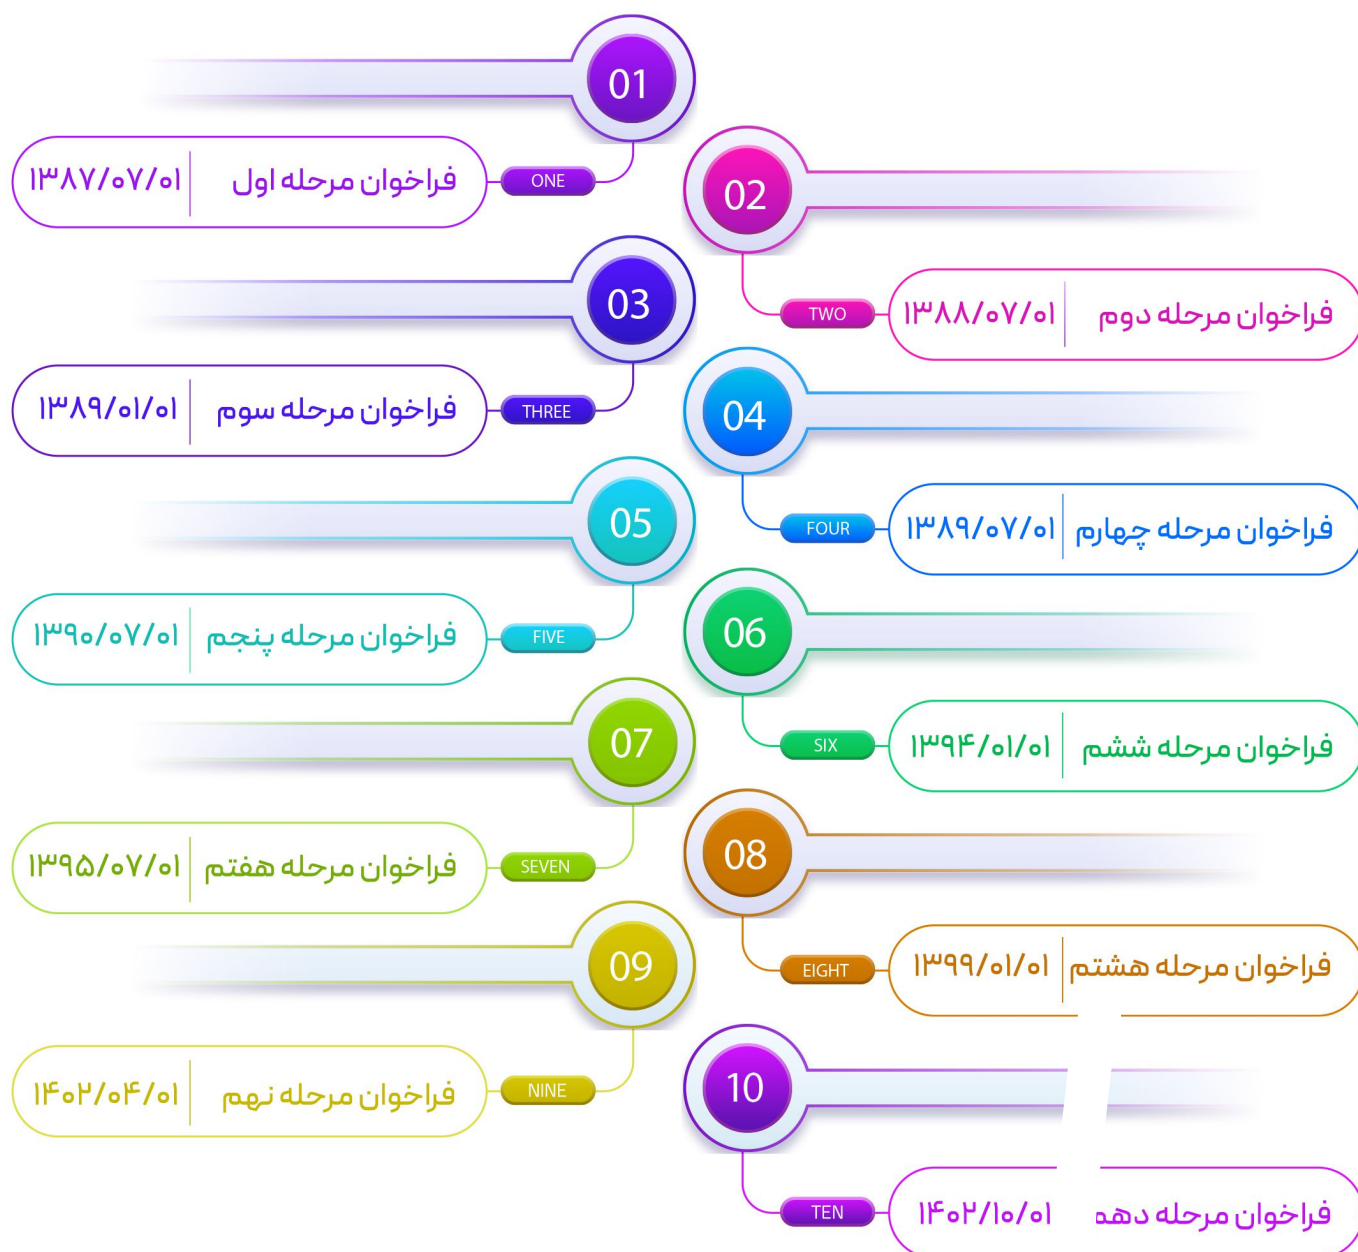 01
فراخوان مرحله اول ۱۳۸۷/۰۷/۰۱
ONE
02
فراخوان مرحله دوم ۱۳۸۸/۰۷/۰۱
TWO
03
فراخوان مرحله سوم ۱۳۸۹/۰۱/۰۱
THREE
04
فراخوان مرحله چهارم ۱۳۸۹/۰۷/۰۱
FOUR
05
فراخوان مرحله پنجم ۱۳۹۰/۰۷/۰۱
FIVE
06
فراخوان مرحله ششم ۱۳۹۴/۰۱/۰۱
SIX
07
فراخوان مرحله هفتم ۱۳۹۵/۰۷/۰۱
SEVEN
08
فراخوان مرحله هشتم ۱۳۹۹/۰۱/۰۱
EIGHT
09
فراخوان مرحله نهم ۱۴۰۲/۰۴/۰۱
NINE
10
فراخوان مرحله دهم ۱۴۰۲/۱۰/۰۱
TEN